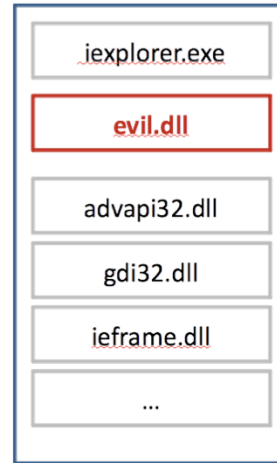 iexplorer.exe
evil.dll
advapi32.dll
gdi32.dll
ieframe.dll
...